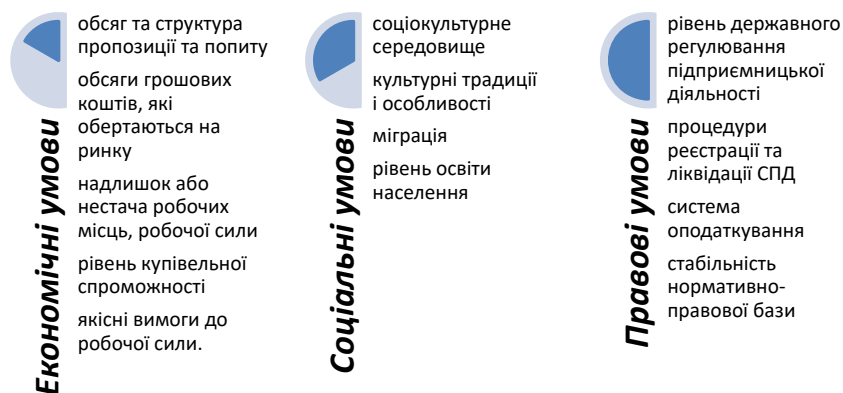 Економічні умови
обсяг та структура
пропозиції та попиту
обсяги грошових
коштів, які
обертаються на
ринку
надлишок або
нестача робочих
місць, робочої сили
рівень купівельної
спроможності
якісні вимоги до
робочої сили.
Соціальні умови
соціокультурне
середовище
культурні традиції
і особливості
міграція
рівень освіти
населення
Правові умови
рівень державного
регулювання
підприємницької
діяльності
процедури
реєстрації та
ліквідації СПД
система
оподаткування
стабільність
нормативно-
правової бази